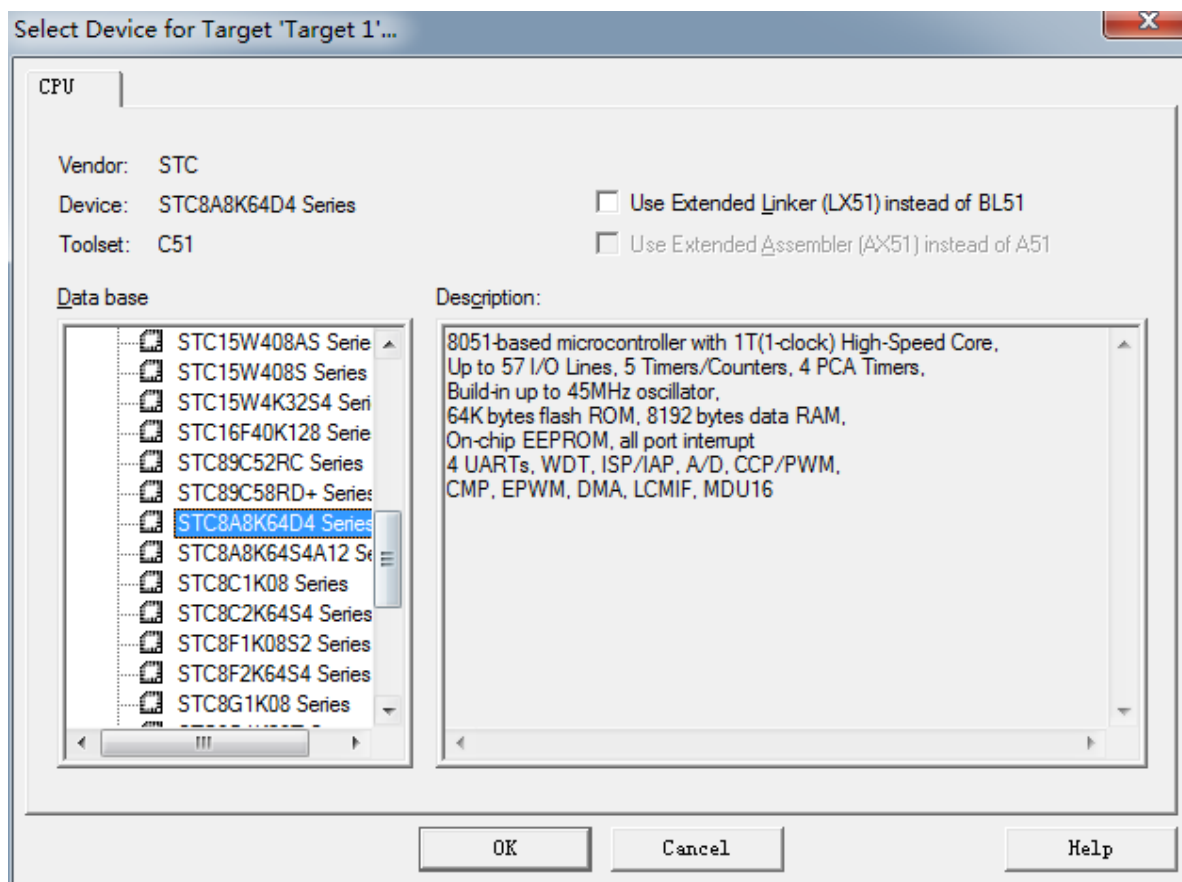 Select Device for Target 'Target 1'...
CPU
Vendor: STC
Device: STC8A8K64D4 Series
Toolset: C51
Use Extended Linker (LX51) instead of BL51
Use Extended Assembler (AX51) instead of A51
Data base
STC15W408AS Serie
STC15W408S Series
STC15W4K32S4 Seri
STC16F40K128 Serie
STC89C52RC Series
STC89C58RD+ Series
STC8A8K64D4 Series
STC8A8K64S4A12 Se
STC8C1K08 Series
STC8C2K64S4 Series
STC8F1K08S2 Series
STC8F2K64S4 Series
STC8G1K08 Series
Description:
8051-based microcontroller with 1T(1-clock) High-Speed Core,
Up to 57 I/O Lines, 5 Timers/Counters, 4 PCA Timers,
Build-in up to 45MHz oscillator,
64K bytes flash ROM, 8192 bytes data RAM,
On-chip EEPROM, all port interrupt
4 UARTs, WDT, ISP/IAP, A/D, CCP/PWM,
CMP, EPWM, DMA, LCMIF, MDU16
OK
Cancel
Help